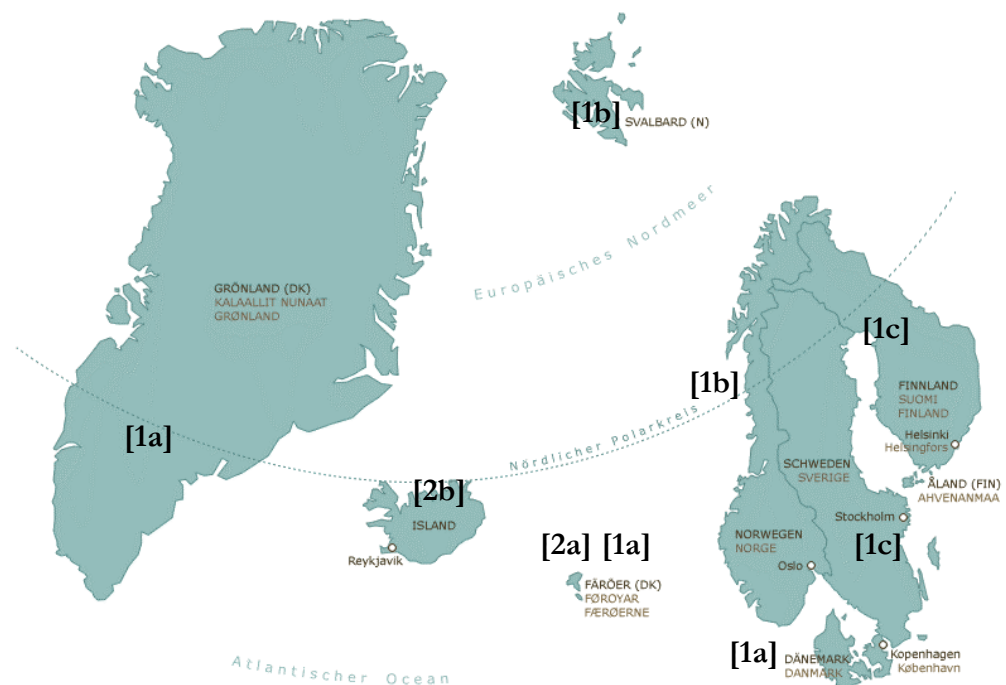 [1b] SVALBARD (N)
Europäisches Nordmeer
GRÖNLAND (DK)
KALAALLIT NUNAAT
GRØNLAND
[1c]
[1b]
FINNLAND
SUOMI
FINLAND
[1a]
Nördlicher Polarkreis
Helsinki
Helsingfors
SCHWEDEN
SVERIGE
ÅLAND (FIN)
AHVENANMAA
[2b]
ISLAND
Reykjavik
Stockholm
NORWEGEN
NORGE
[2a] [1a]
[1c]
Oslo
FÄRÖER (DK)
FØROYAR
FÆRØERNE
[1a]
DÄNEMARK
DANMARK
Kopenhagen
København
Atlantischer Ocean